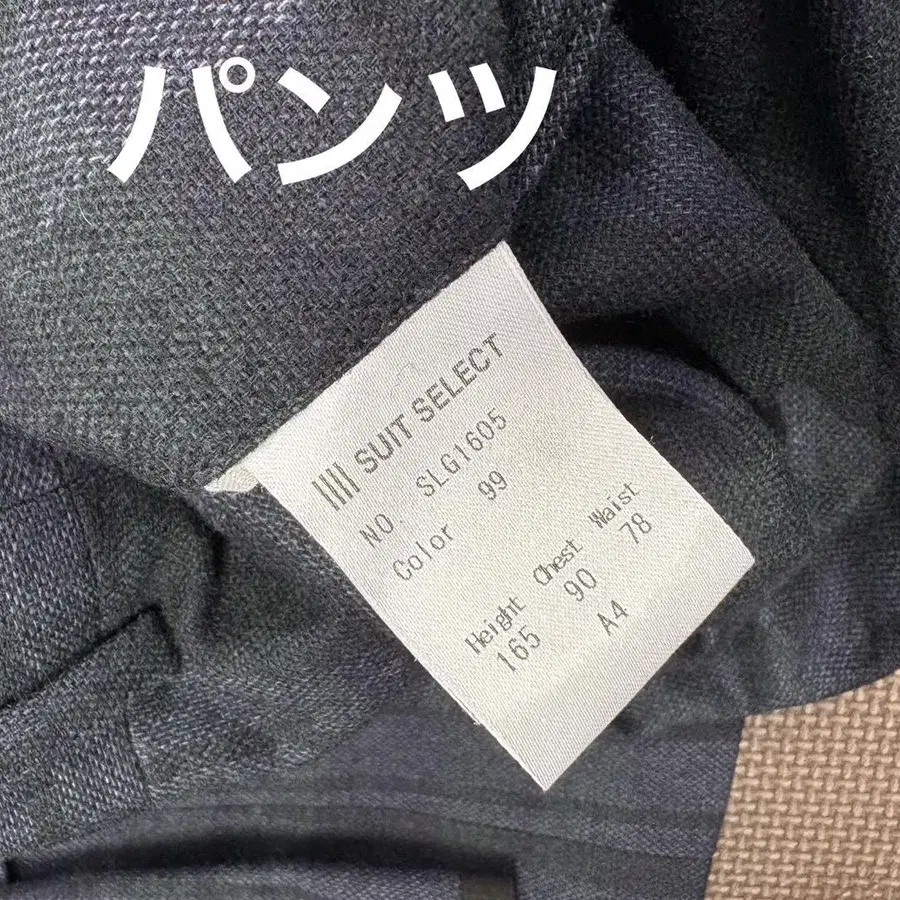 パンツ
SUIT SELECT
NO. SLG1605
Color 99
Height Chest Waist
165 90 78
A4